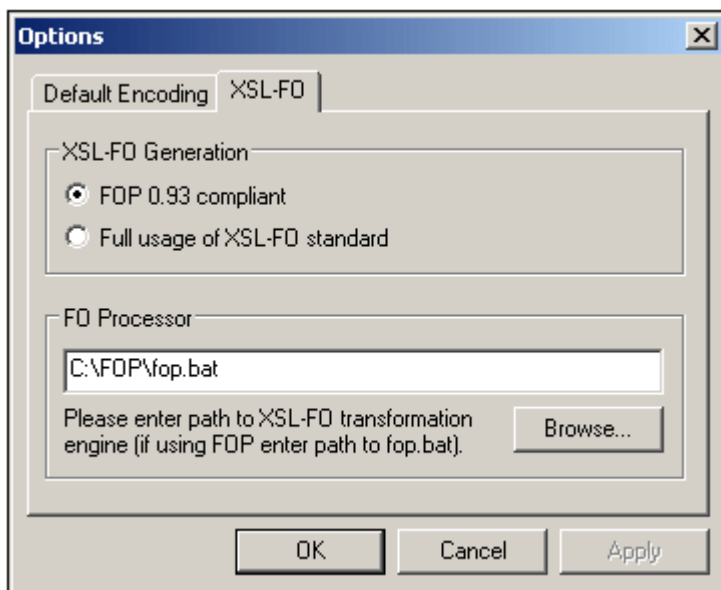 Options
Default Encoding
XSL-FO
XSL-FO Generation
FOP 0.93 compliant
Full usage of XSL-FO standard
FO Processor
C:\FOP\fop.bat
Please enter path to XSL-FO transformation
engine (if using FOP enter path to fop.bat).
Browse...
OK
Cancel
Apply